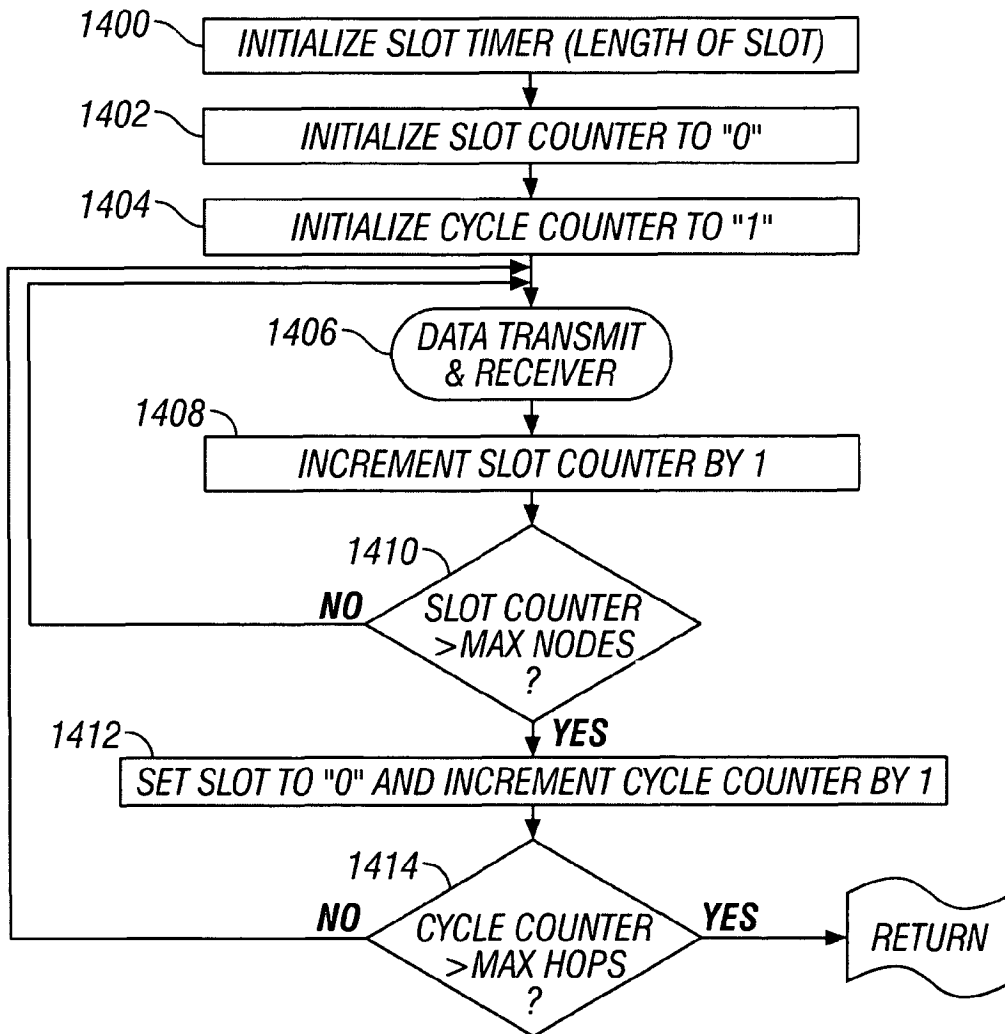 1400
INITIALIZE SLOT TIMER (LENGTH OF SLOT)
1402
INITIALIZE SLOT COUNTER TO "0"
1404
INITIALIZE CYCLE COUNTER TO "1"
1406
DATA TRANSMIT
& RECEIVER
1408
INCREMENT SLOT COUNTER BY 1
1410
NO
SLOT COUNTER
>MAX NODES
?
YES
1412
SET SLOT TO "0" AND INCREMENT CYCLE COUNTER BY 1
1414
NO
CYCLE COUNTER
>MAX HOPS
?
YES
RETURN